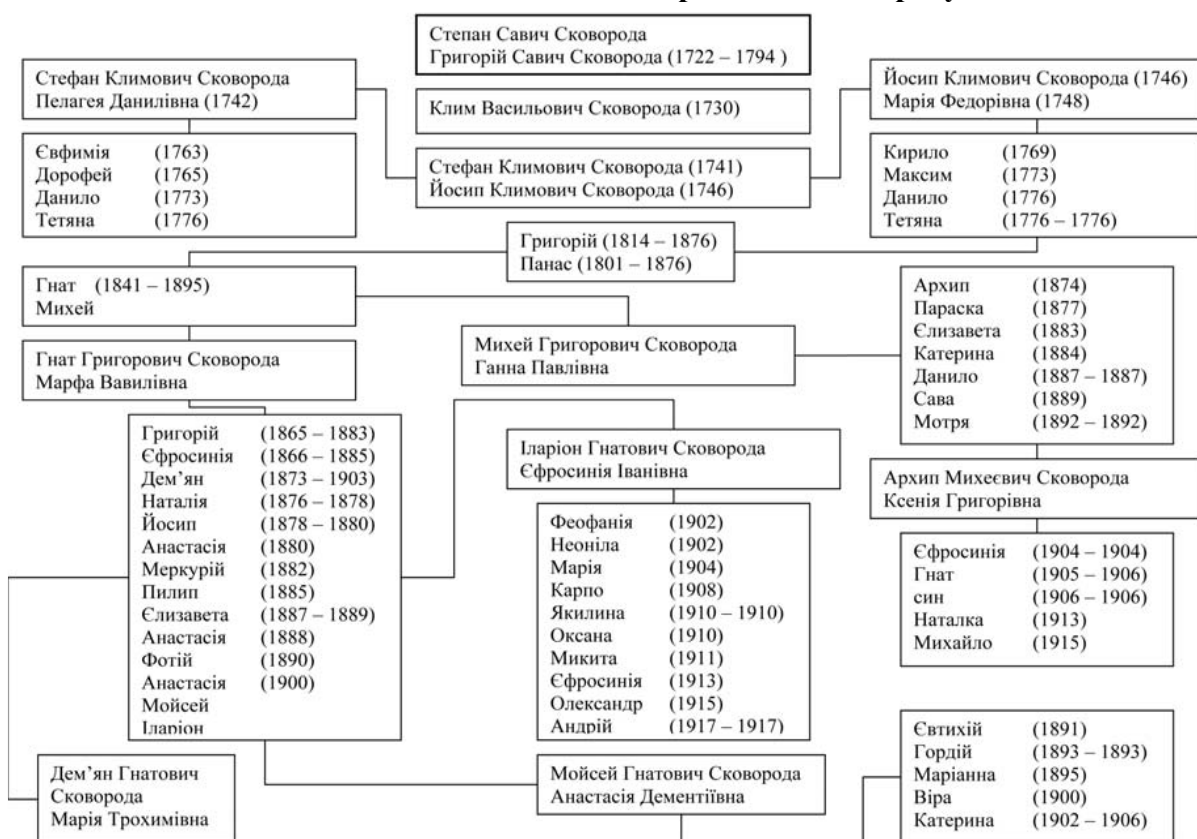 Степан Савич Сковорода
Григорій Савич Сковорода (1722 – 1794 )
Стефан Климович Сковорода
Пелагея Данилівна (1742)
Клим Васильович Сковорода (1730)
Йосип Климович Сковорода (1746)
Марія Федорівна (1748)
Євфимія (1763)
Дорофей (1765)
Данило (1773)
Тетяна (1776)
Стефан Климович Сковорода (1741)
Йосип Климович Сковорода (1746)
Кирило (1769)
Максим (1773)
Данило (1776)
Тетяна (1776 – 1776)
Григорій (1814 – 1876)
Панас (1801 – 1876)
Гнат (1841 – 1895)
Михей
Гнат Григорович Сковорода
Марфа Вавилівна
Михей Григорович Сковорода
Ганна Павлівна
Архип (1874)
Параска (1877)
Єлизавета (1883)
Катерина (1884)
Данило (1887 – 1887)
Сава (1889)
Мотря (1892 – 1892)
Григорій (1865 – 1883)
Єфросинія (1866 – 1885)
Дем’ян (1873 – 1903)
Наталія (1876 – 1878)
Йосип (1878 – 1880)
Анастасія (1880)
Меркурій (1882)
Пилип (1885)
Єлизавета (1887 – 1889)
Анастасія (1888)
Фотій (1890)
Анастасія (1900)
Мойсей
Іларіон
Іларіон Гнатович Сковорода
Єфросинія Іванівна
Феофанія (1902)
Неоніла (1902)
Марія (1904)
Карпо (1908)
Якилина (1910 – 1910)
Оксана (1910)
Микита (1911)
Єфросинія (1913)
Олександр (1915)
Андрій (1917 – 1917)
Архип Михеєвич Сковорода
Ксенія Григорівна
Єфросинія (1904 – 1904)
Гнат (1905 – 1906)
син (1906 – 1906)
Наталка (1913)
Михайло (1915)
Дем’ян Гнатович
Сковорода
Марія Трохимівна
Мойсей Гнатович Сковорода
Анастасія Дементіївна
Євтихій (1891)
Гордій (1893 – 1893)
Маріанна (1895)
Віра (1900)
Катерина (1902 – 1906)